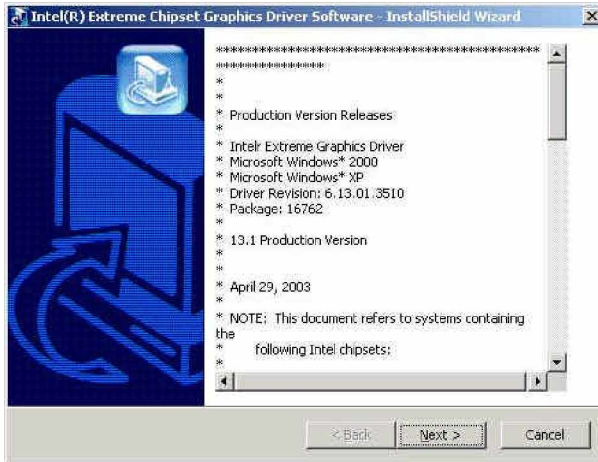 Intel(R) Extreme Chipset Graphics Driver Software - InstallShield Wizard
*********************************************
***************
*
*
* Production Version Releases
*
* Intelr Extreme Graphics Driver
* Microsoft Windows* 2000
* Microsoft Windows* XP
* Driver Revision: 6.13.01.3510
* Package: 16762
*
* 13.1 Production Version
*
*
* April 29, 2003
*
* NOTE: This document refers to systems containing
the
* following Intel chipsets:
*
< Back
Next >
Cancel